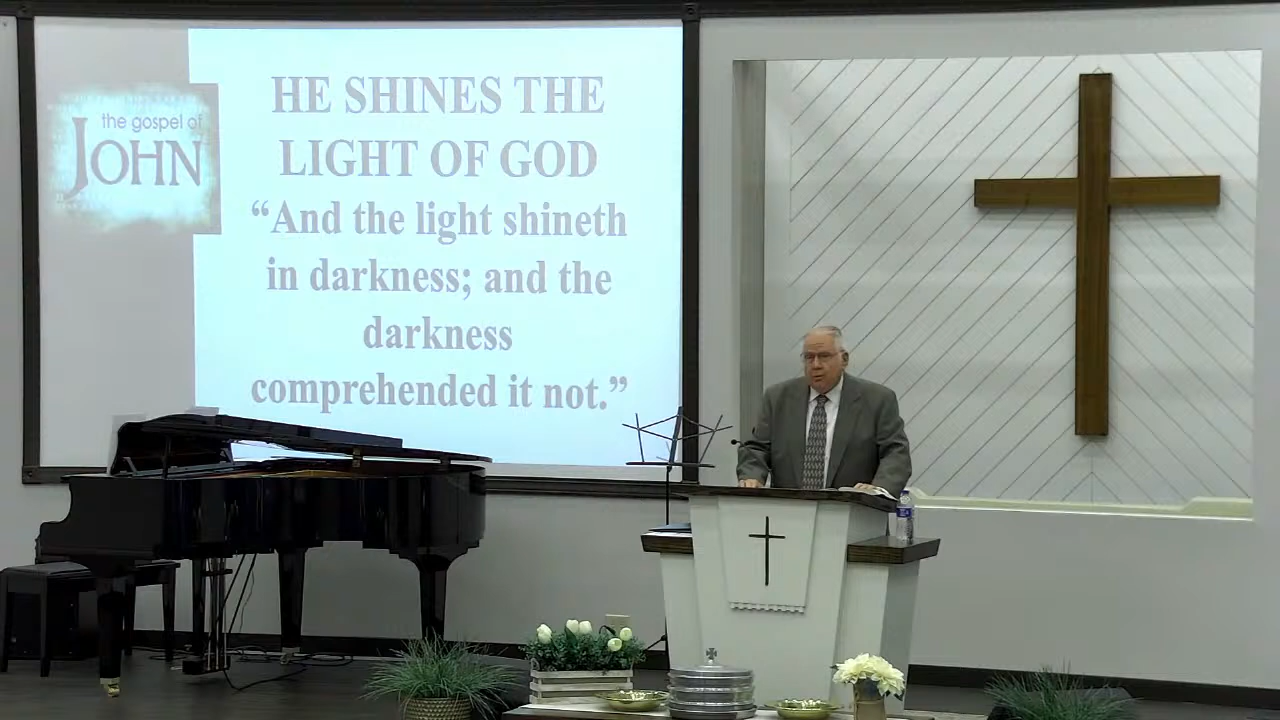 the gospel of
JOHN
HE SHINES THE
LIGHT OF GOD
“And the light shineth
in darkness; and the
darkness
comprehended it not.”